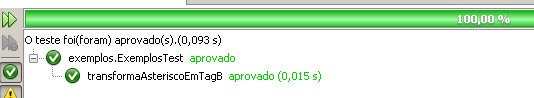 100,00 %
O teste foi(foram) aprovado(s).(0,093 s)
exemplos.ExemplosTest aprovado
transformaAsteriscoEmTagB aprovado (0,015 s)